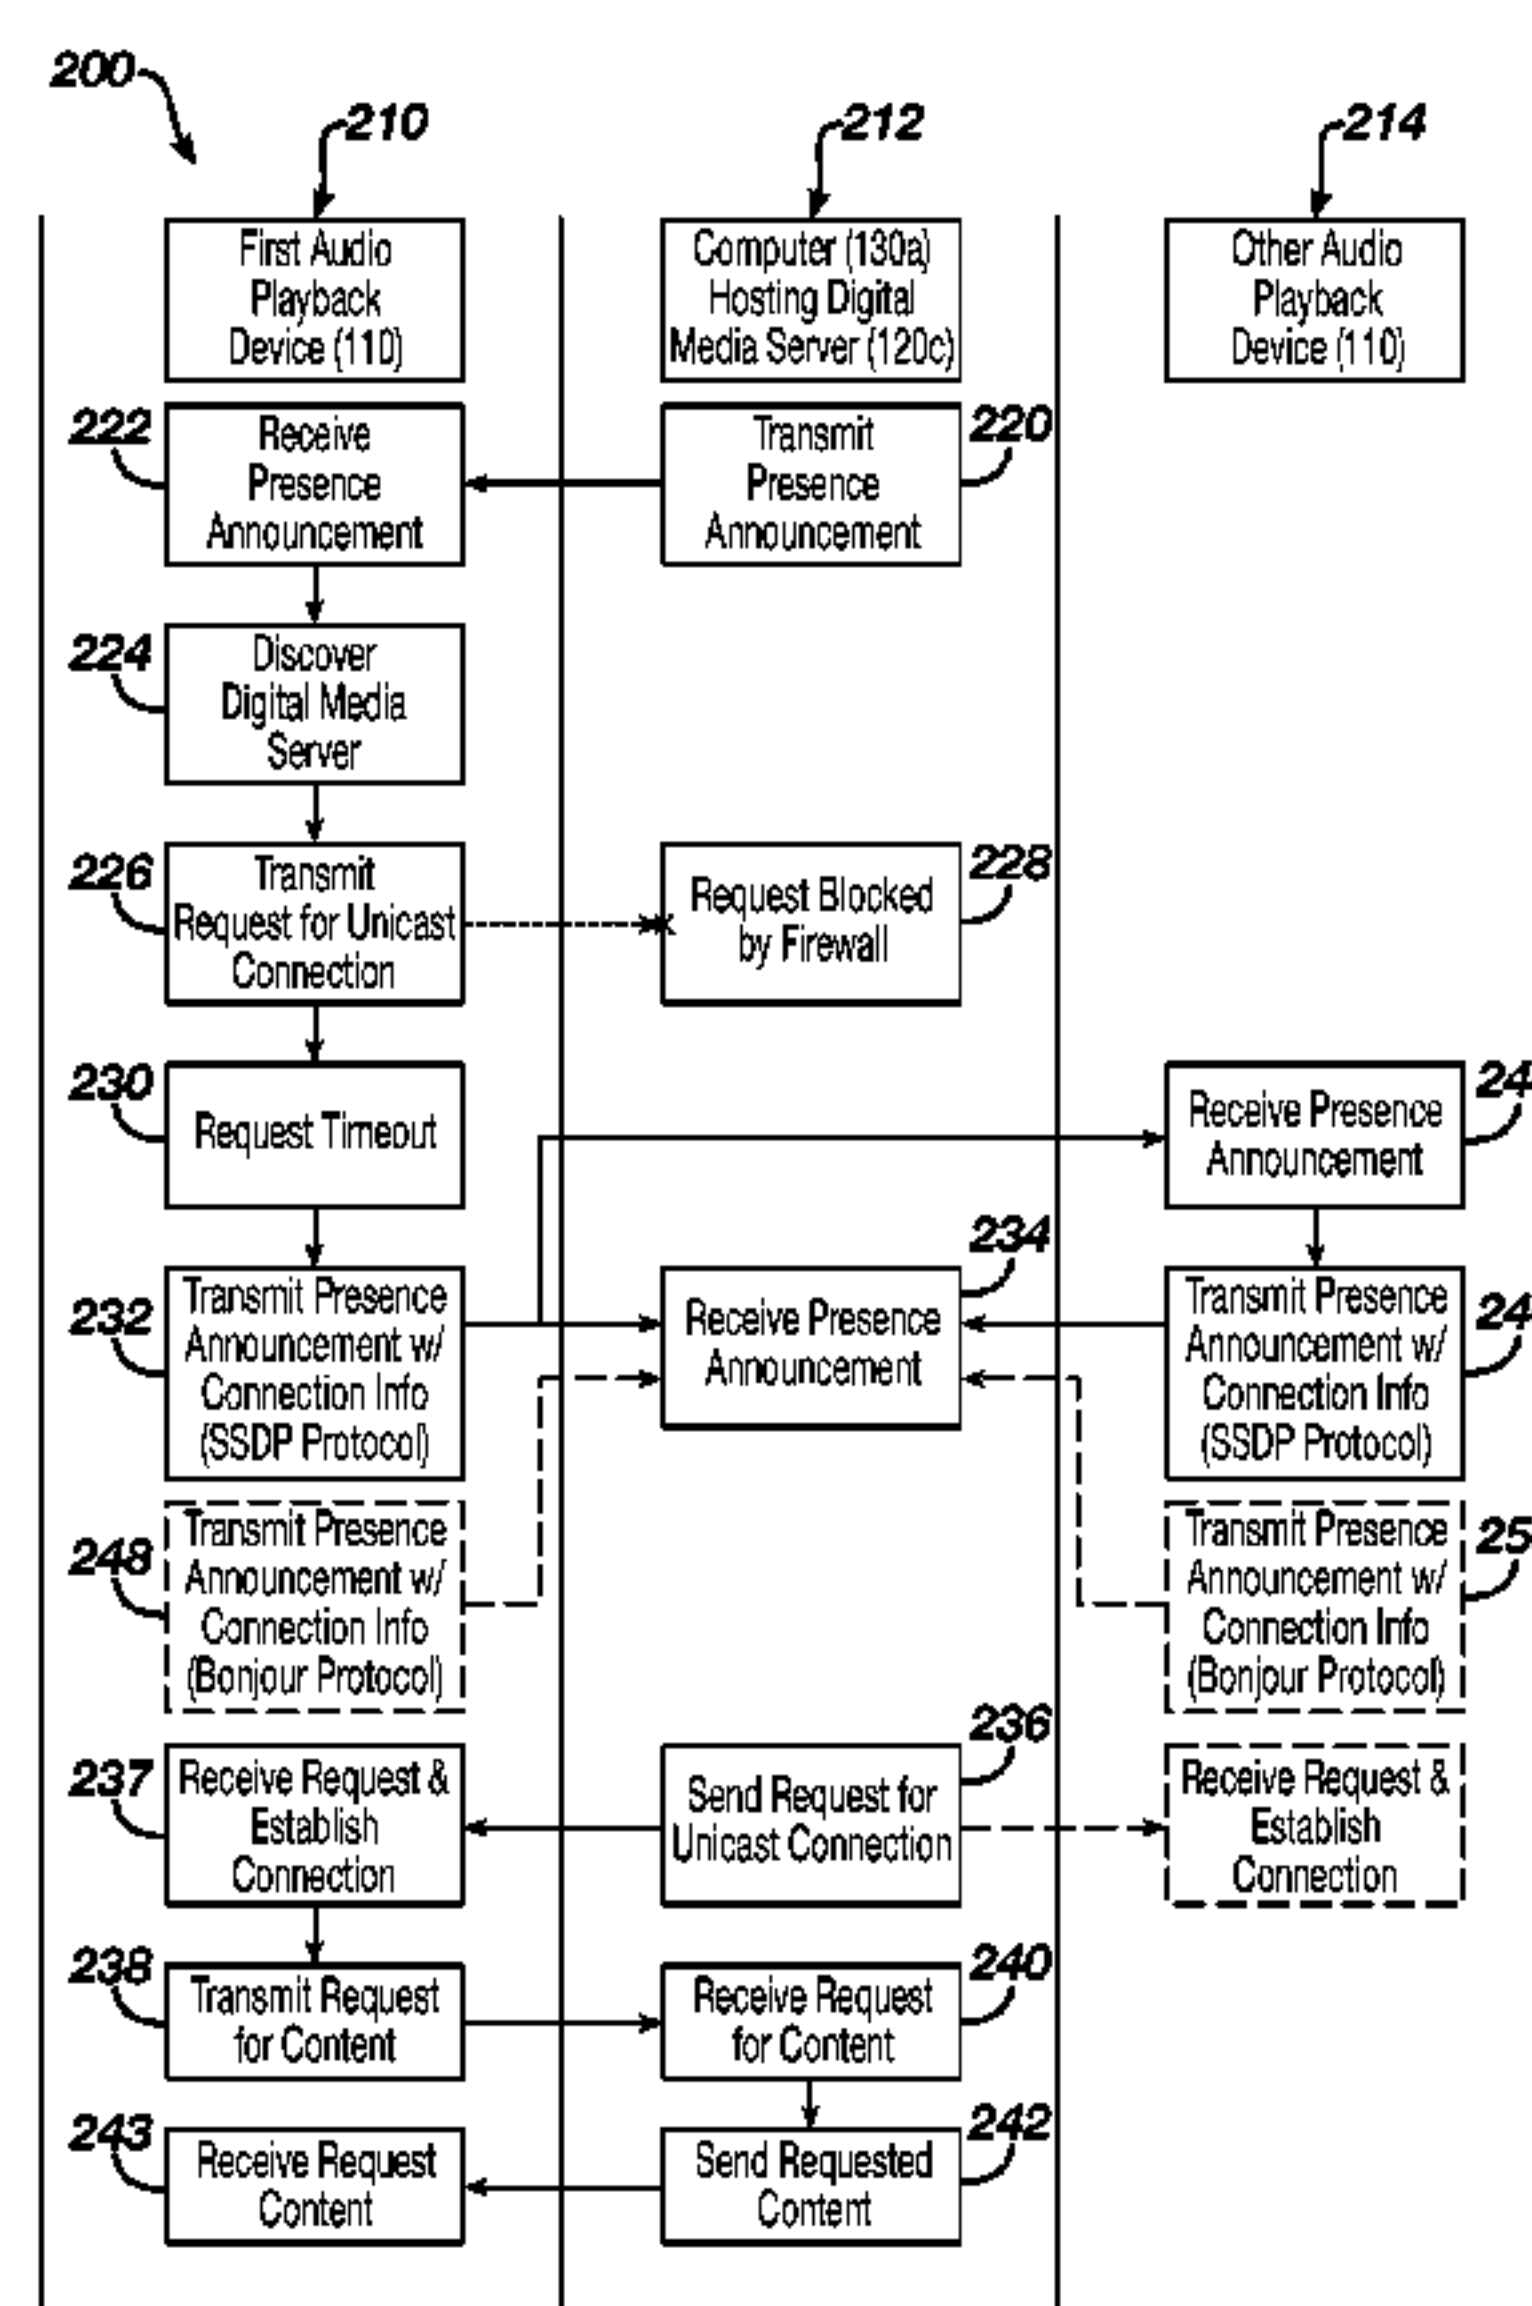 200
210
212
214
First Audio
Playback
Device (110)
Computer (130a)
Hosting Digital
Media Server (120c)
Other Audio
Playback
Device (110)
222
Receive
Presence
Announcement
Transmit
Presence
Announcement
220
224
Discover
Digital Media
Server
226
Transmit
Request for Unicast
Connection
Request Blocked
by Firewall
228
230
Request Timeout
Receive Presence
Announcement
24
232
Transmit Presence
Announcement w/
Connection Info
(SSDP Protocol)
234
Receive Presence
Announcement
Transmit Presence
Announcement w/
Connection Info
(SSDP Protocol)
24
248
Transmit Presence
Announcement w/
Connection Info
(Bonjour Protocol)
Transmit Presence
Announcement w/
Connection Info
(Bonjour Protocol)
25
237
Receive Request &
Establish
Connection
236
Send Request for
Unicast Connection
Receive Request &
Establish
Connection
238
Transmit Request
for Content
Receive Request
for Content
240
243
Receive Request
Content
Send Requested
Content
242